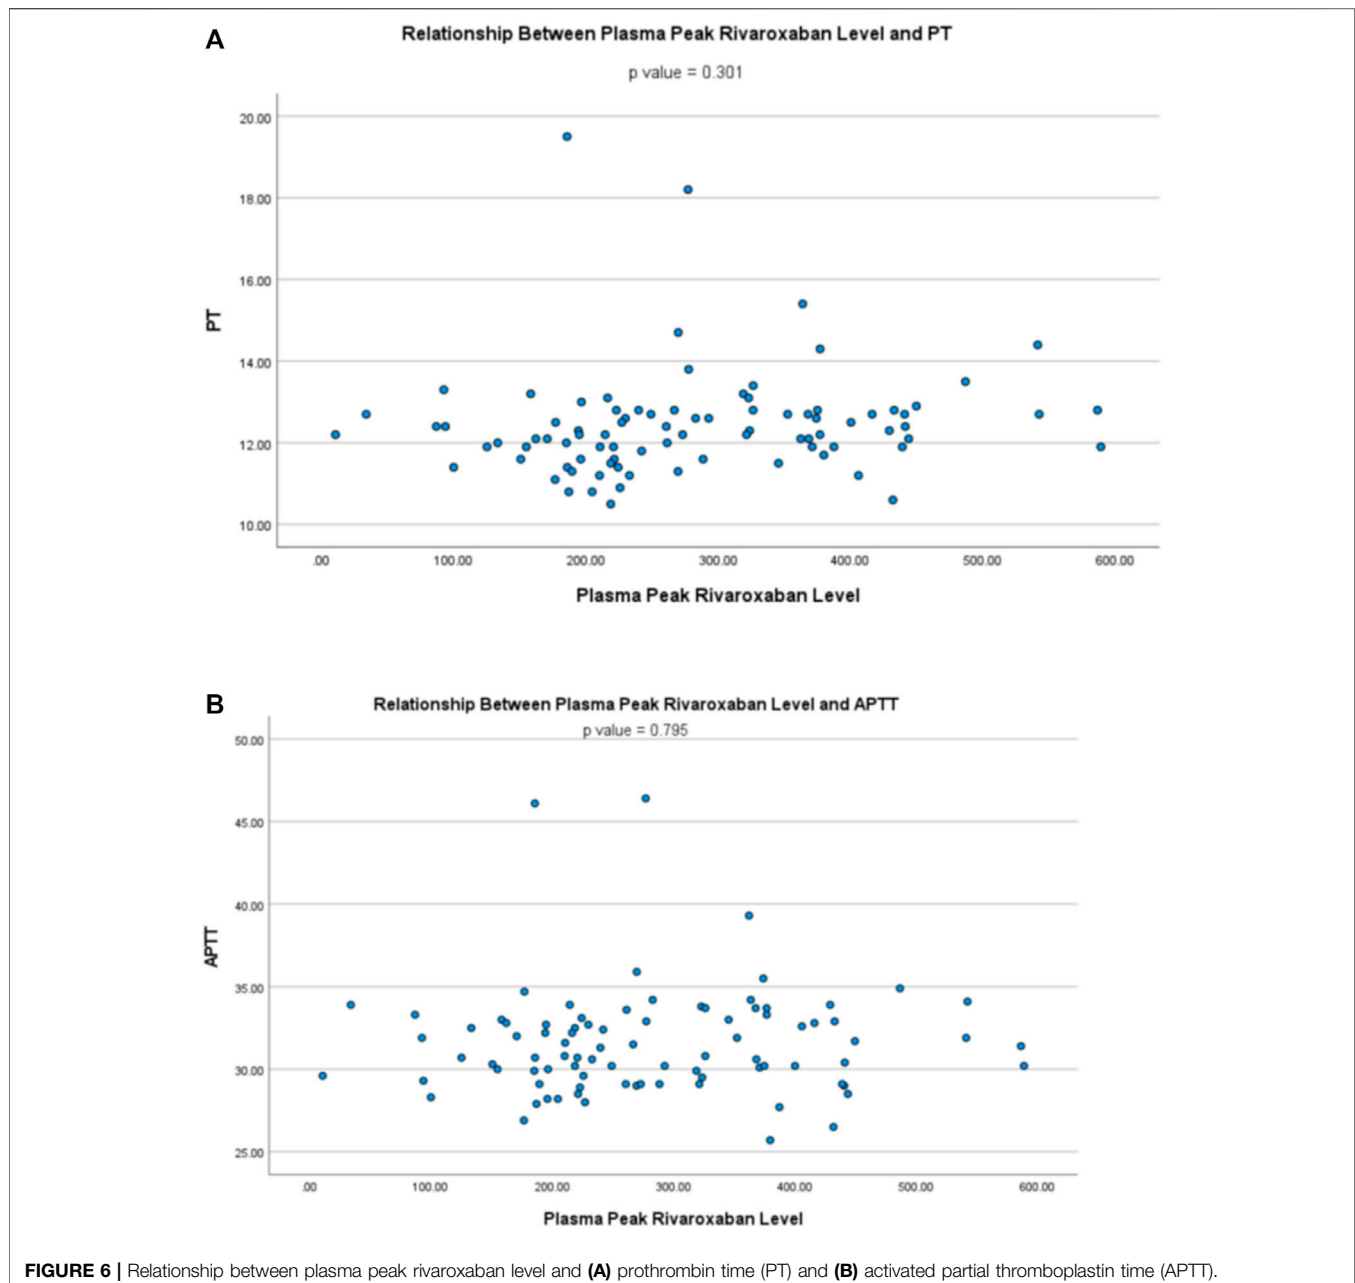 A
Relationship Between Plasma Peak Rivaroxaban Level and PT
p value = 0.301
20.00
18.00
16.00
14.00
12.00
10.00
PT
.00 100.00 200.00 300.00 400.00 500.00 600.00
Plasma Peak Rivaroxaban Level
B
Relationship Between Plasma Peak Rivaroxaban Level and APTT
p value = 0.795
50.00
45.00
40.00
35.00
30.00
25.00
APTT
.00 100.00 200.00 300.00 400.00 500.00 600.00
Plasma Peak Rivaroxaban Level
FIGURE 6 | Relationship between plasma peak rivaroxaban level and (A) prothrombin time (PT) and (B) activated partial thromboplastin time (APTT).